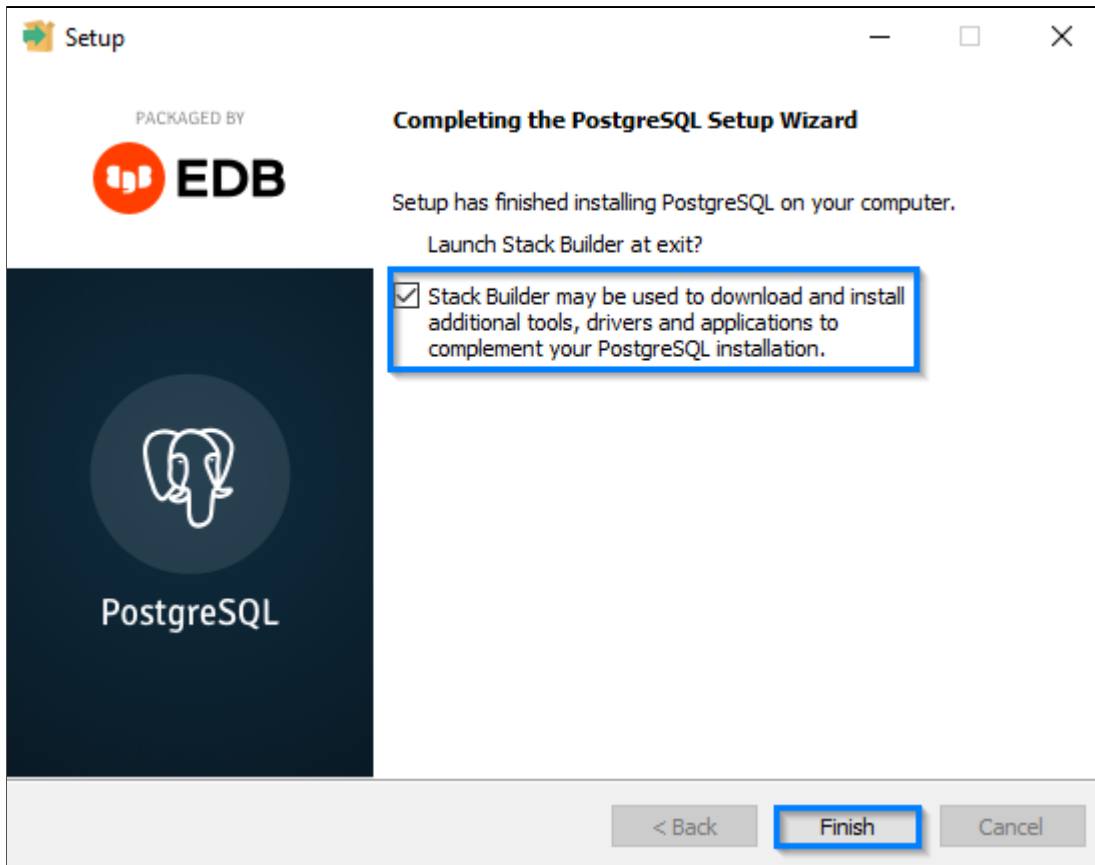 Setup
PACKAGED BY
EDB
Completing the PostgreSQL Setup Wizard
Setup has finished installing PostgreSQL on your computer.
Launch Stack Builder at exit?
Stack Builder may be used to download and install
additional tools, drivers and applications to
complement your PostgreSQL installation.
PostgreSQL
< Back
Finish
Cancel